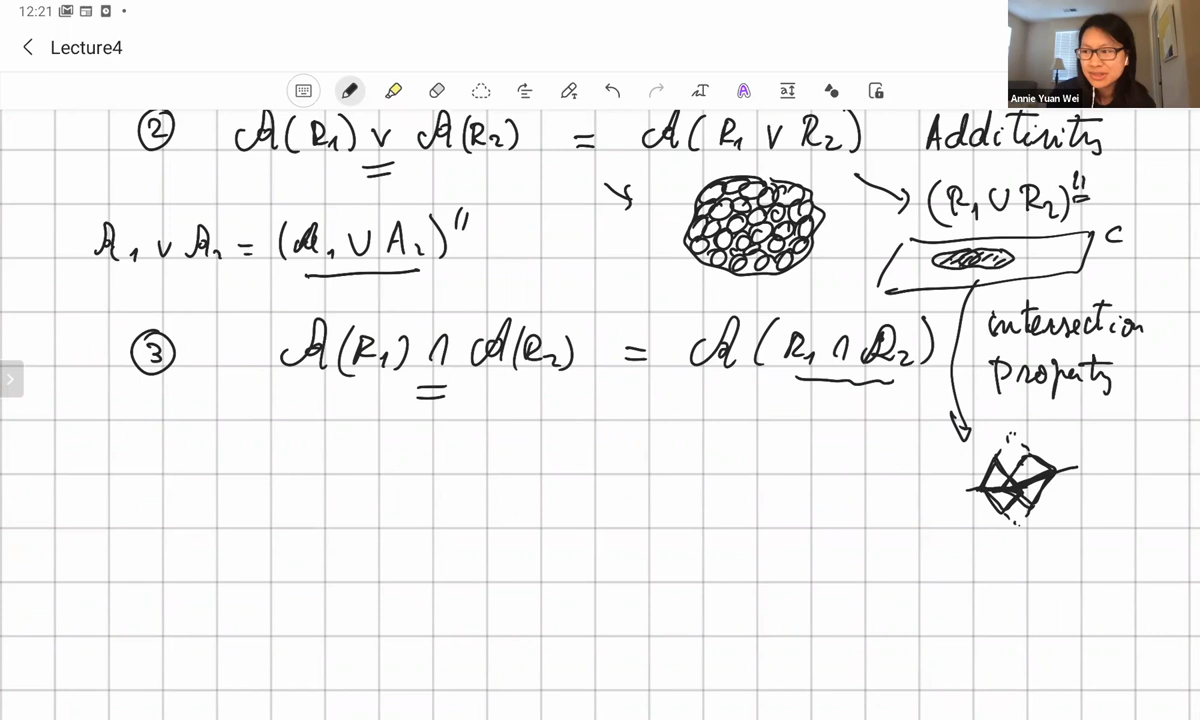 12:21
Lecture4
Annie Yuan Wei
② A(R₁) ∨ A(R₂) = A(R₁ ∨ R₂) Additivity
(R₁ ∪ R₂)''
A₁ ∨ A₂ = (A₁ ∪ A₂)''
C
③ A(R₁) ∩ A(R₂) = A(R₁ ∩ R₂) intersection
property